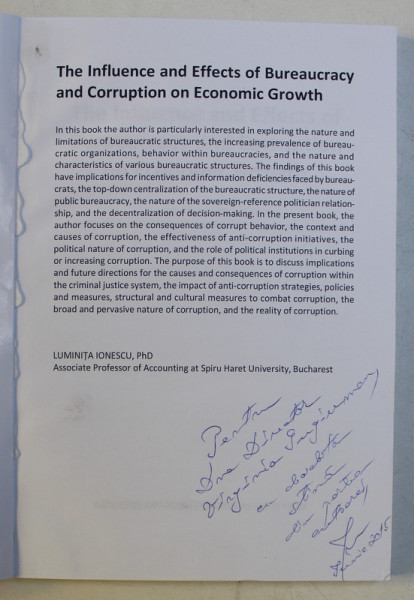 The Influence and Effects of Bureaucracy
and Corruption on Economic Growth
In this book the author is particularly interested in exploring the nature and
limitations of bureaucratic structures, the increasing prevalence of bureau-
cratic organizations, behavior within bureaucracies, and the nature and
characteristics of various bureaucratic structures. The findings of this book
have implications for incentives and information deficiencies faced by bureau-
crats, the top-down centralization of the bureaucratic structure, the nature of
public bureaucracy, the nature of the sovereign-reference politician relation-
ship, and the decentralization of decision-making. In the present book, the
author focuses on the consequences of corrupt behavior, the context and
causes of corruption, the effectiveness of anti-corruption initiatives, the
political nature of corruption, and the role of political institutions in curbing
or increasing corruption. The purpose of this book is to discuss implications
and future directions for the causes and consequences of corruption within
the criminal justice system, the impact of anti-corruption strategies, policies
and measures, structural and cultural measures to combat corruption, the
broad and pervasive nature of corruption, and the reality of corruption.
LUMINIȚA IONESCU, PhD
Associate Professor of Accounting at Spiru Haret University, Bucharest
Pentru
Dna Director
Virginia
cu deosebită
stimă
din partea
autoarei
Junie 2015